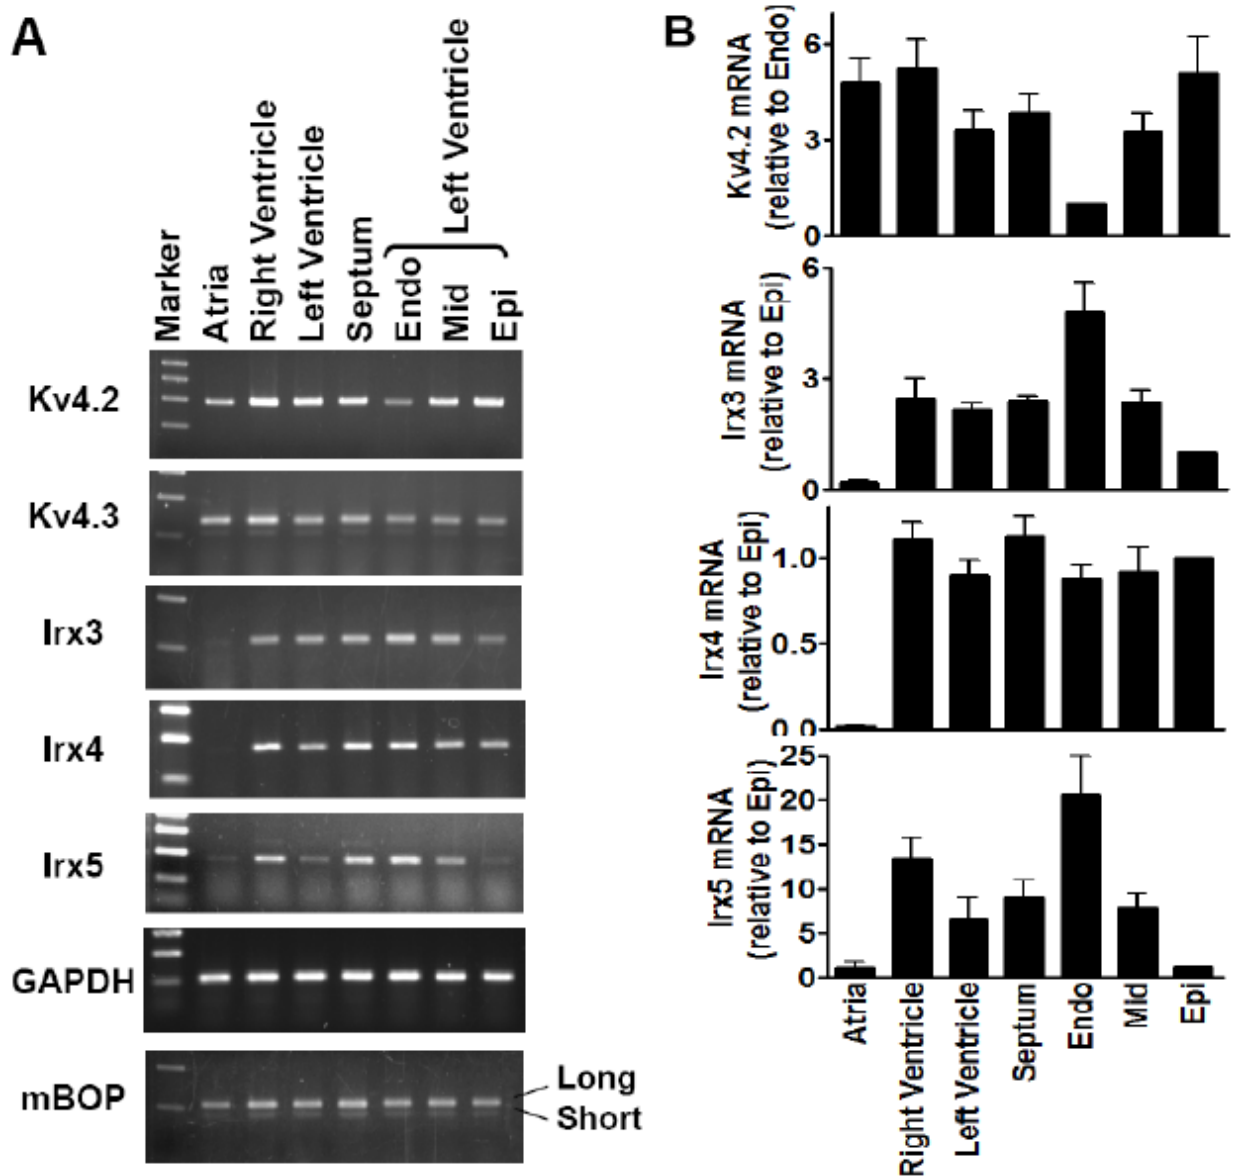 A
Marker
Atria
Right Ventricle
Left Ventricle
Septum
Endo
Mid
Epi
Left Ventricle
Kv4.2
Kv4.3
Irx3
Irx4
Irx5
GAPDH
mBOP
Long
Short
B
Kv4.2 mRNA
(relative to Endo)
6
3
0
Irx3 mRNA
(relative to Epi)
6
3
0
Irx4 mRNA
(relative to Epi)
1.0
0.5
0.0
Irx5 mRNA
(relative to Epi)
25
20
15
10
5
0
Atria
Right Ventricle
Left Ventricle
Septum
Endo
Mid
Epi